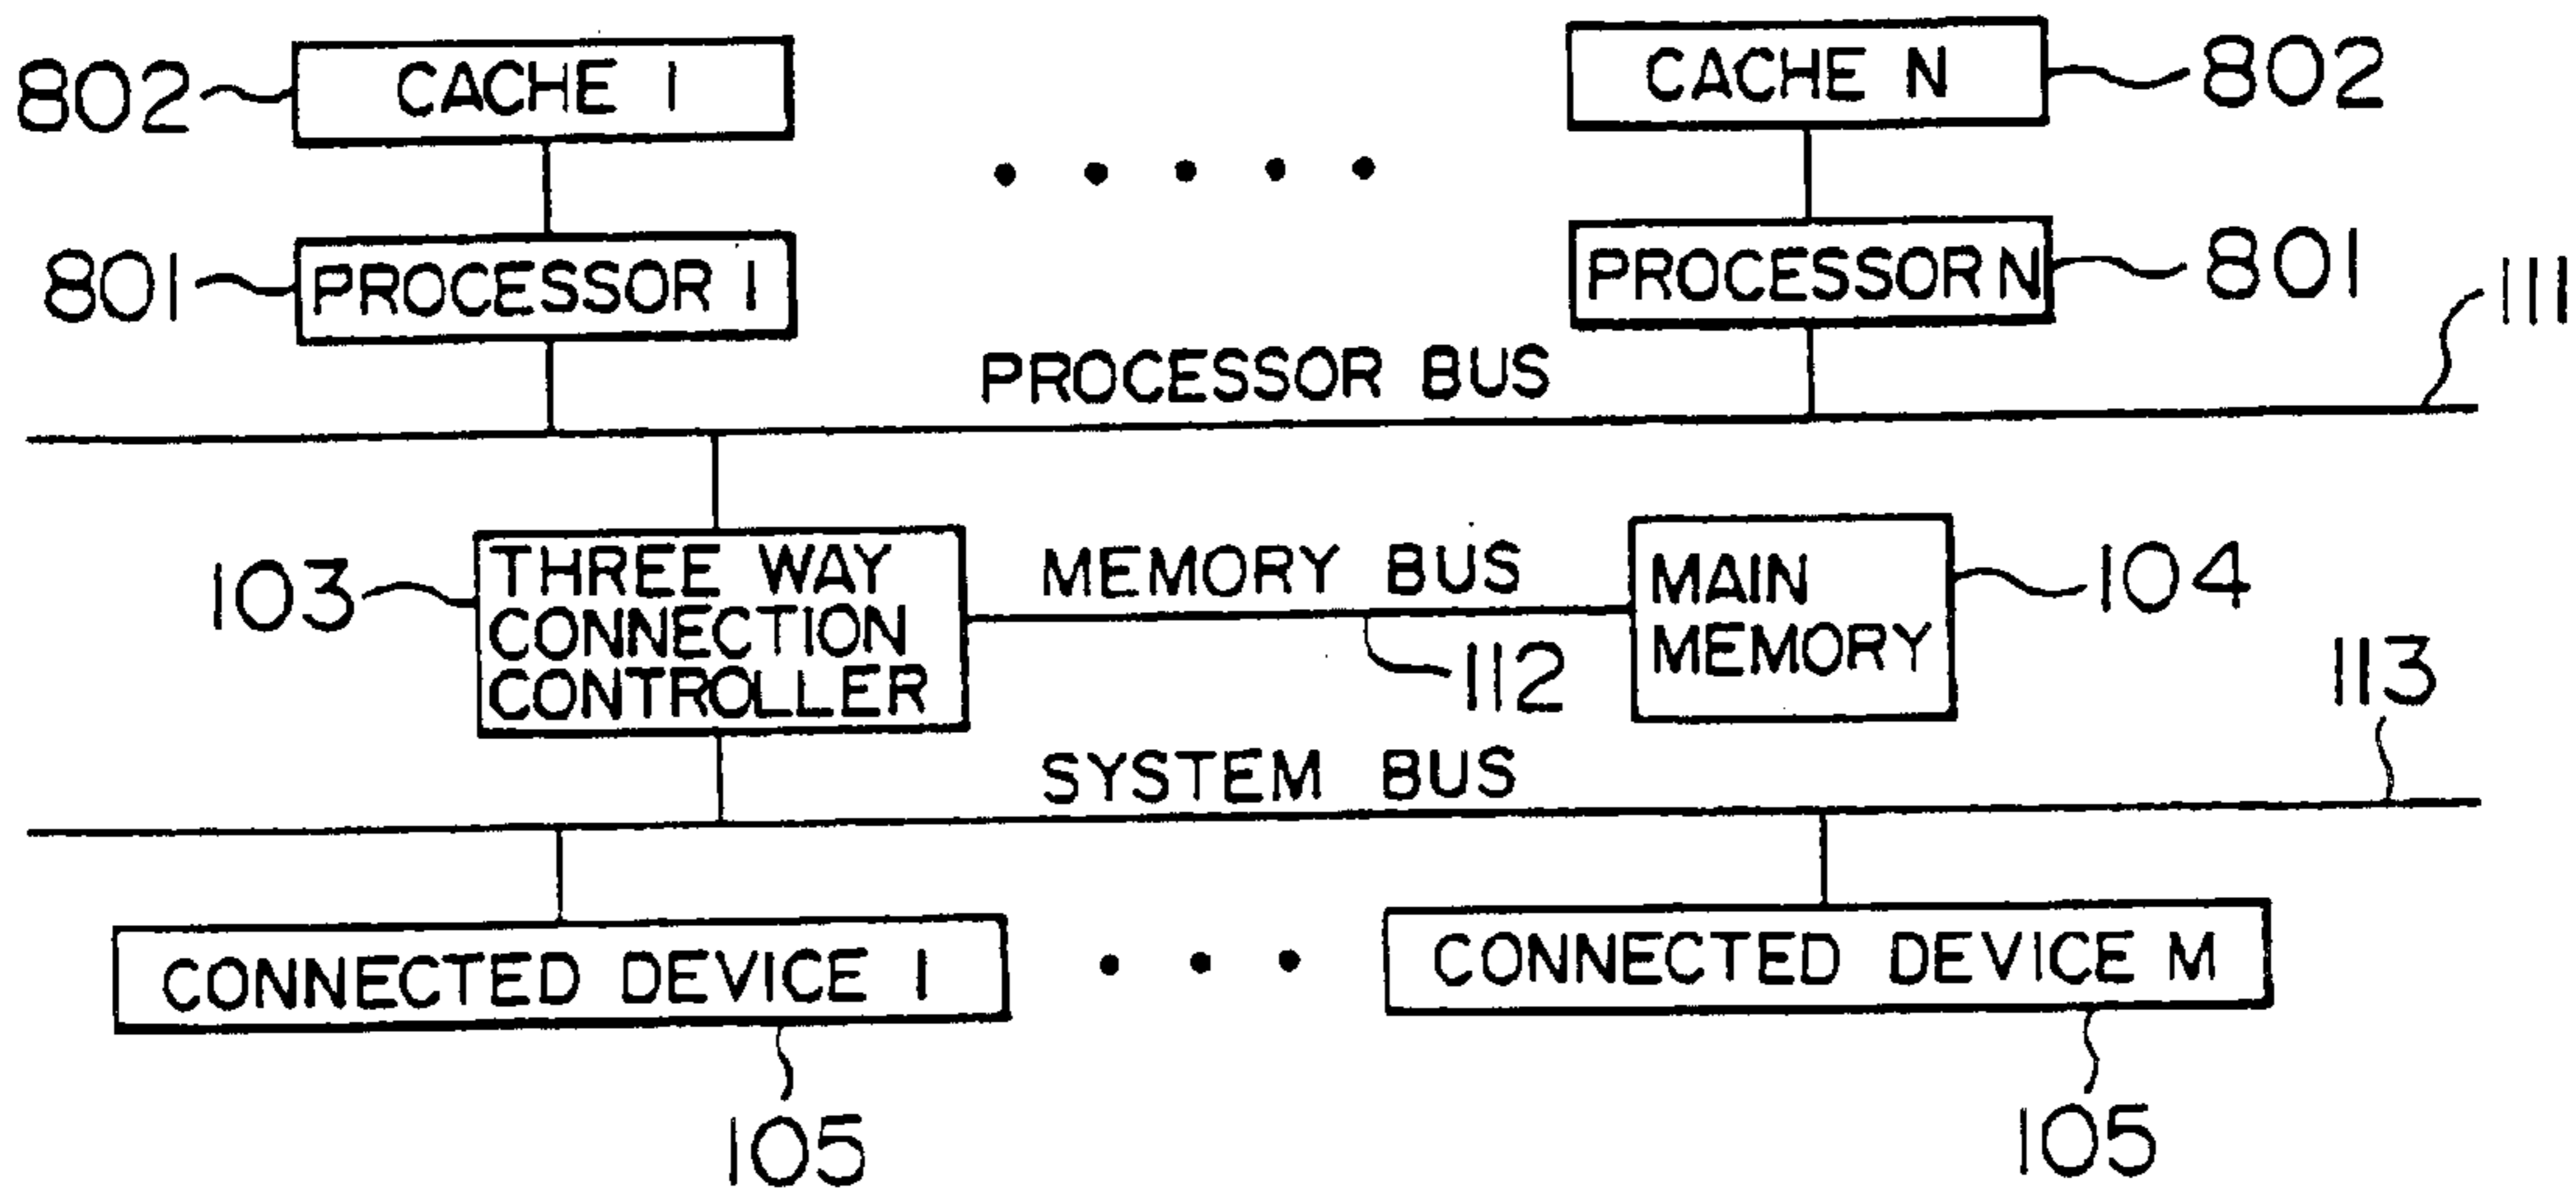 802
CACHE 1
CACHE N
802
801
PROCESSOR 1
PROCESSOR N
801
111
PROCESSOR BUS
103
THREE WAY
CONNECTION
CONTROLLER
MEMORY BUS
112
MAIN
MEMORY
104
113
SYSTEM BUS
CONNECTED DEVICE 1
CONNECTED DEVICE M
105
105